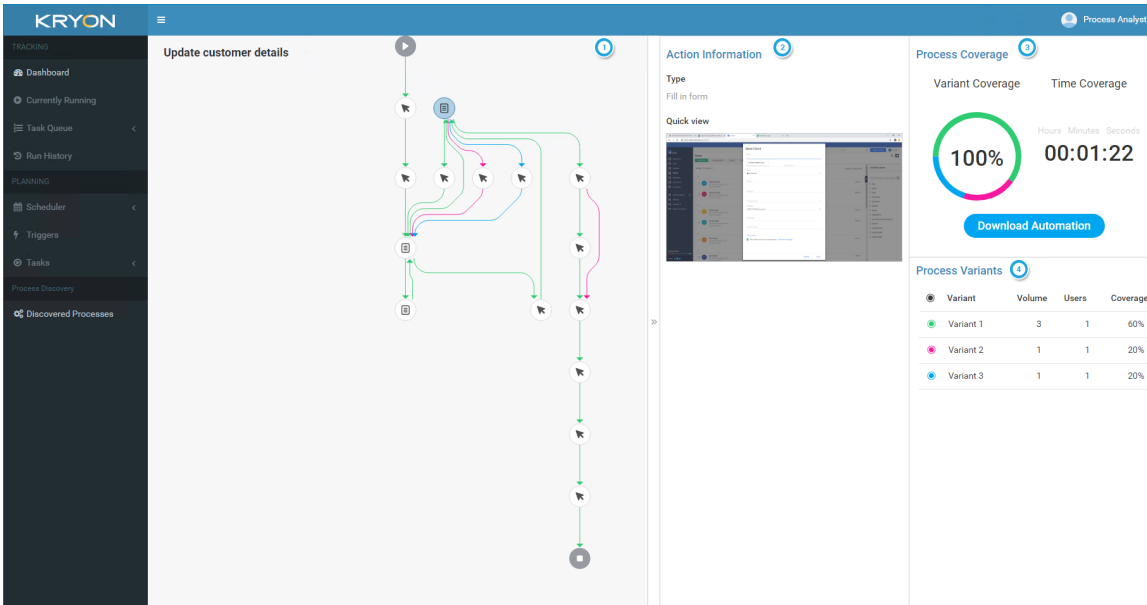 KRYON
Process Analyst
TRACKING
Dashboard
Currently Running
Task Queue
Run History
PLANNING
Scheduler
Triggers
Tasks
Process Discovery
Discovered Processes
Update customer details
1
Action Information 2
Type
Fill in form
Quick view
Process Coverage 3
Variant Coverage Time Coverage
Hours Minutes Seconds
100% 00:01:22
Download Automation
Process Variants 4
Variant Volume Users Coverage
Variant 1 3 1 60%
Variant 2 1 1 20%
Variant 3 1 1 20%